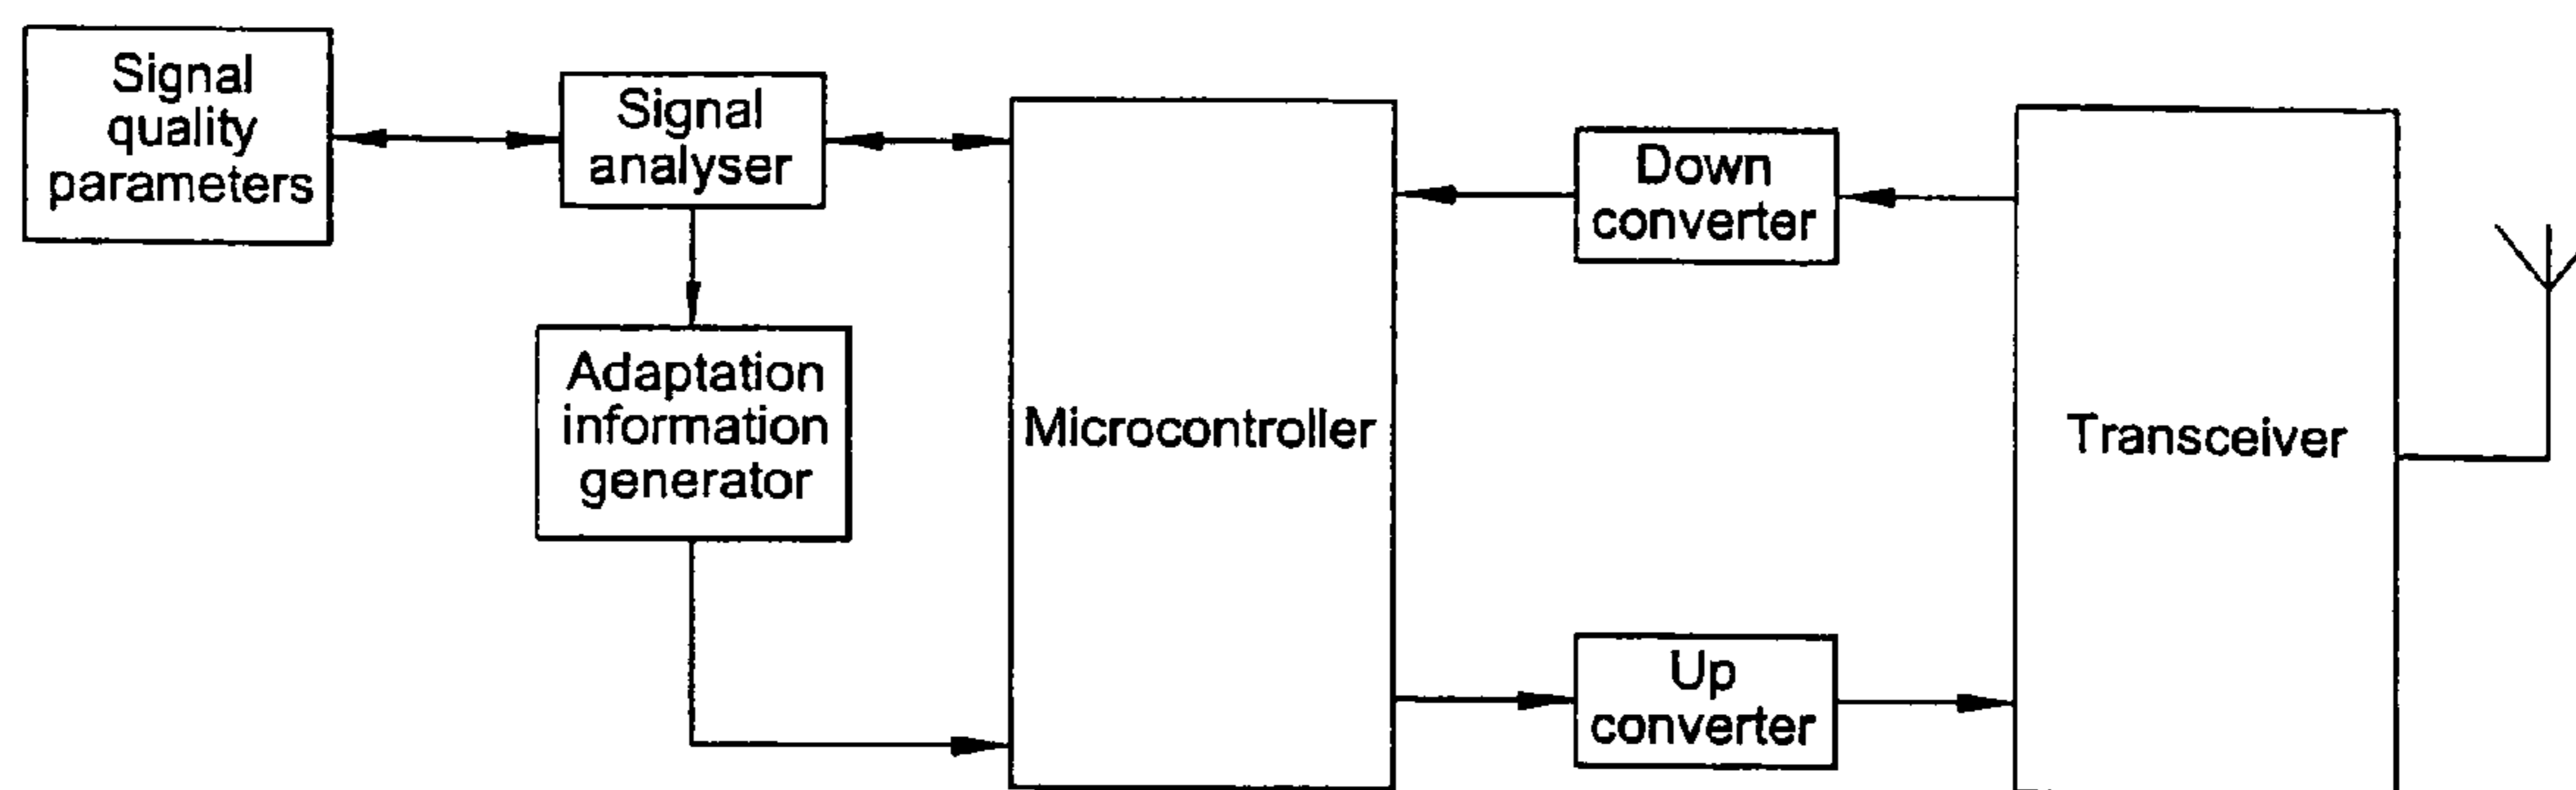 Signal
quality
parameters
Signal
analyser
Adaptation
information
generator
Microcontroller
Down
converter
Up
converter
Transceiver